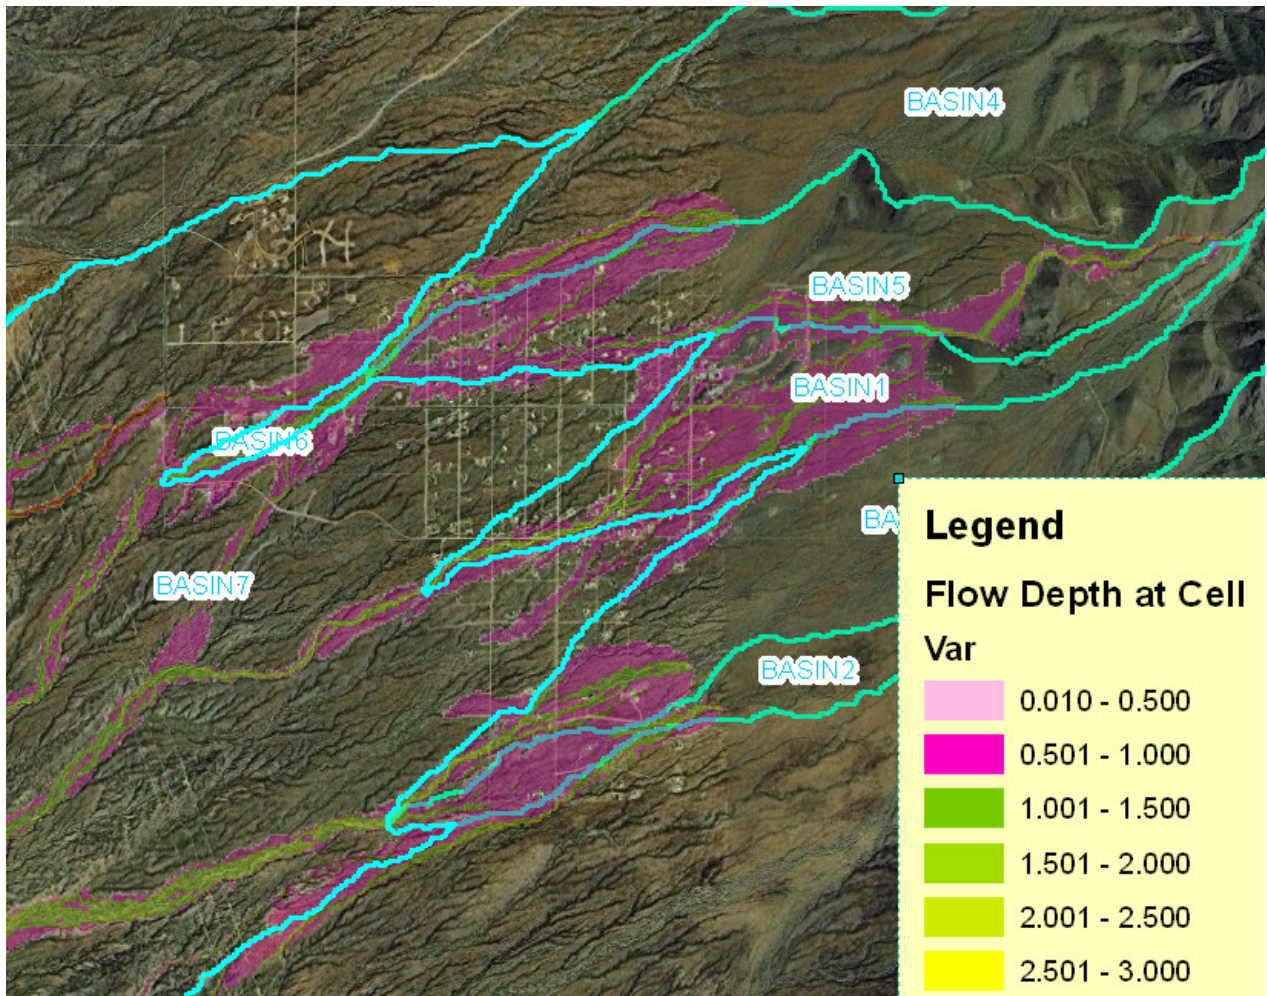 BASIN4
BASIN5
BASIN1
BASIN6
BA
BASIN7
BASIN2
Legend
Flow Depth at Cell
Var
0.010 - 0.500
0.501 - 1.000
1.001 - 1.500
1.501 - 2.000
2.001 - 2.500
2.501 - 3.000